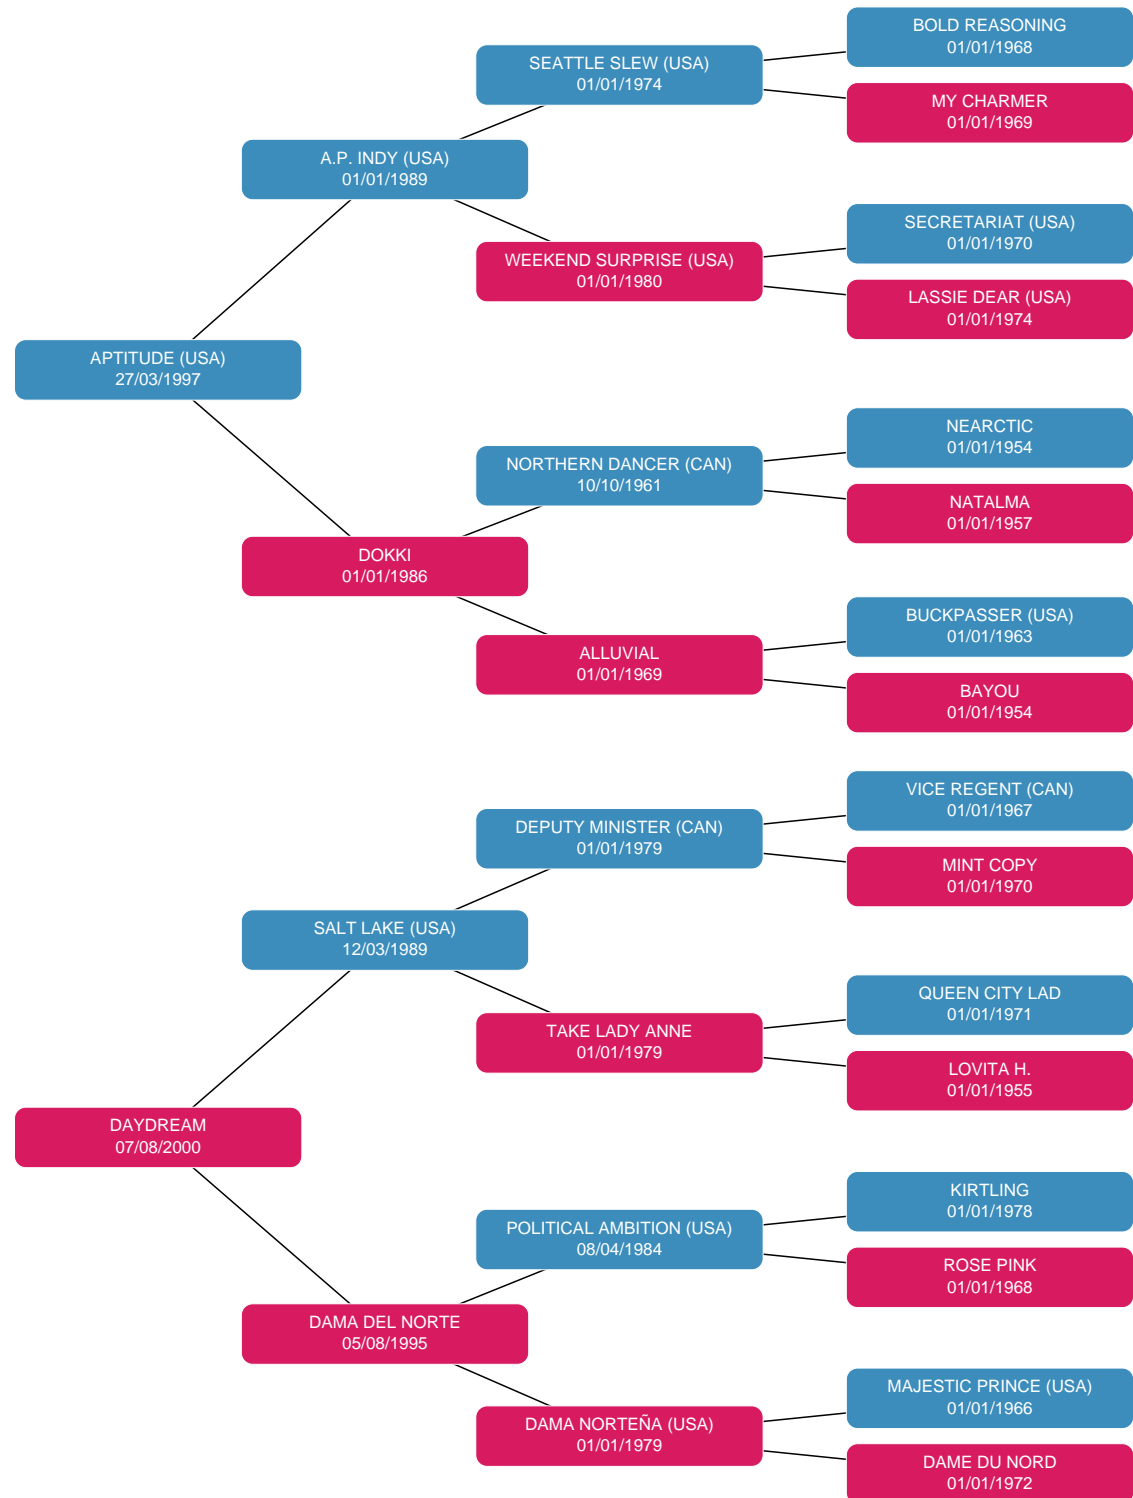 BOLD REASONING
01/01/1968
SEATTLE SLEW (USA)
01/01/1974
MY CHARMER
01/01/1969
A.P. INDY (USA)
01/01/1989
SECRETARIAT (USA)
01/01/1970
WEEKEND SURPRISE (USA)
01/01/1980
LASSIE DEAR (USA)
01/01/1974
APTITUDE (USA)
27/03/1997
NEARCTIC
01/01/1954
NORTHERN DANCER (CAN)
10/10/1961
NATALMA
01/01/1957
DOKKI
01/01/1986
BUCKPASSER (USA)
01/01/1963
ALLUVIAL
01/01/1969
BAYOU
01/01/1954
VICE REGENT (CAN)
01/01/1967
DEPUTY MINISTER (CAN)
01/01/1979
MINT COPY
01/01/1970
SALT LAKE (USA)
12/03/1989
QUEEN CITY LAD
01/01/1971
TAKE LADY ANNE
01/01/1979
LOVITA H.
01/01/1955
DAYDREAM
07/08/2000
KIRTLING
01/01/1978
POLITICAL AMBITION (USA)
08/04/1984
ROSE PINK
01/01/1968
DAMA DEL NORTE
05/08/1995
MAJESTIC PRINCE (USA)
01/01/1966
DAMA NORTEÑA (USA)
01/01/1979
DAME DU NORD
01/01/1972